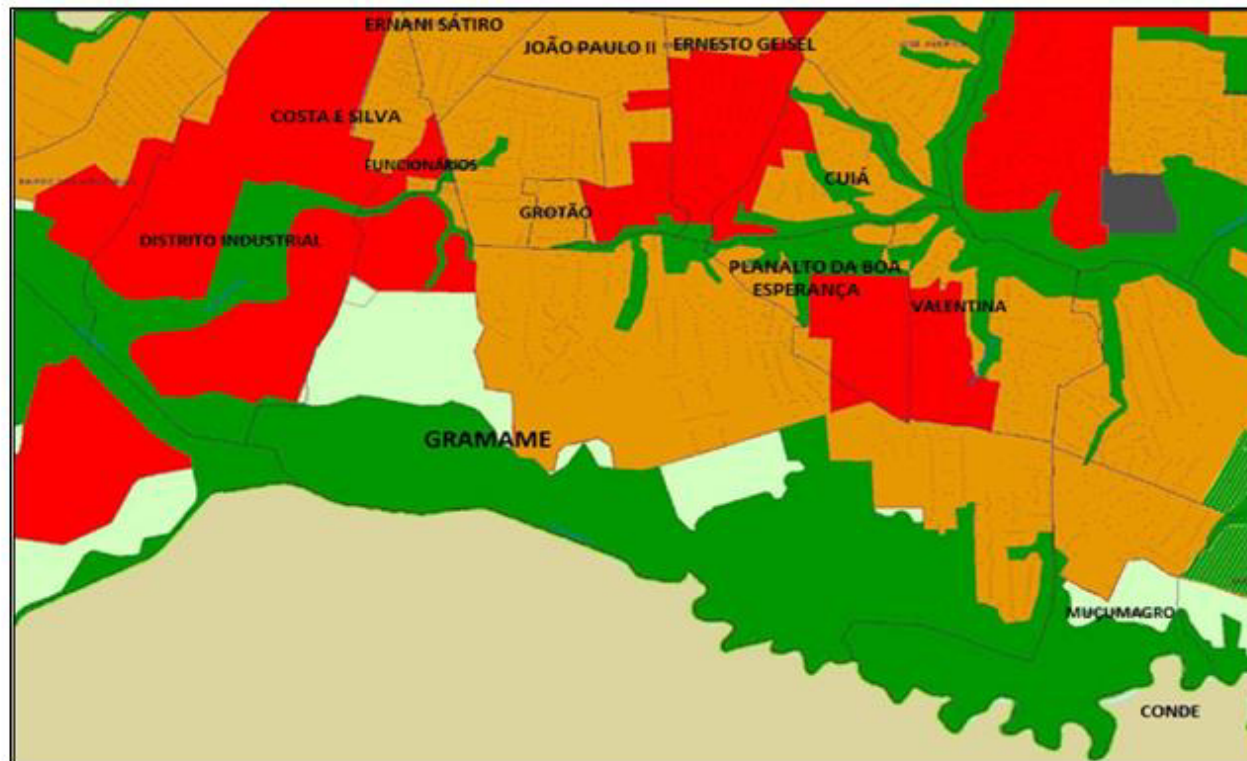 ERNANI SÁTIRO
JOÃO PAULO II
ERNESTO GEISEL
COSTA E SILVA
FUNCIONÁRIOS
CUIÁ
GROTÃO
DISTRITO INDUSTRIAL
PLANALTO DA BOA
ESPERANÇA
VALENTINA
GRAMAME
MUÇUMAGRO
CONDE